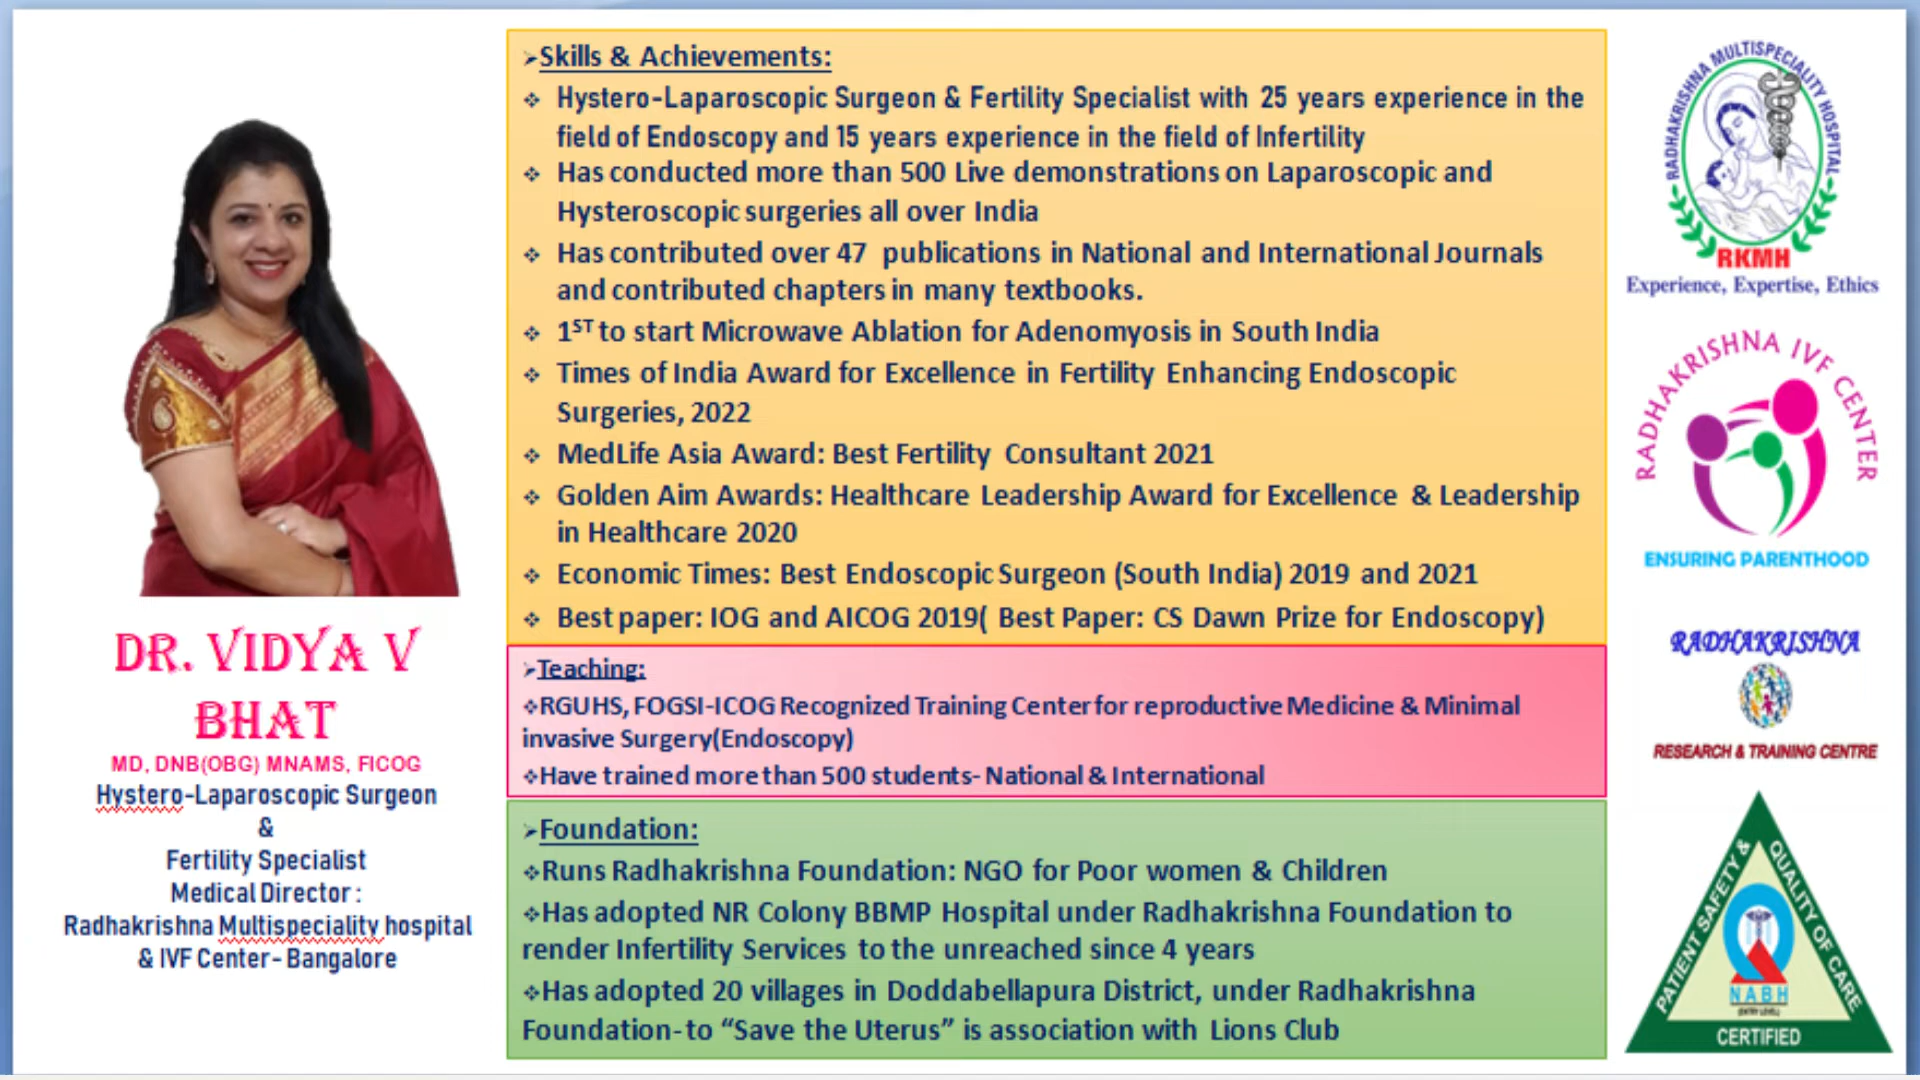 ➢Skills & Achievements:
❖ Hystero-Laparoscopic Surgeon & Fertility Specialist with 25 years experience in the
field of Endoscopy and 15 years experience in the field of Infertility
❖ Has conducted more than 500 Live demonstrations on Laparoscopic and
Hysteroscopic surgeries all over India
❖ Has contributed over 47 publications in National and International Journals
and contributed chapters in many textbooks.
❖ 1ST to start Microwave Ablation for Adenomyosis in South India
❖ Times of India Award for Excellence in Fertility Enhancing Endoscopic
Surgeries, 2022
❖ MedLife Asia Award: Best Fertility Consultant 2021
❖ Golden Aim Awards: Healthcare Leadership Award for Excellence & Leadership
in Healthcare 2020
❖ Economic Times: Best Endoscopic Surgeon (South India) 2019 and 2021
❖ Best paper: IOG and AICOG 2019( Best Paper: CS Dawn Prize for Endoscopy)
➢Teaching:
❖RGUHS, FOGSI-ICOG Recognized Training Center for reproductive Medicine & Minimal
invasive Surgery(Endoscopy)
❖Have trained more than 500 students- National & International
➢Foundation:
❖Runs Radhakrishna Foundation: NGO for Poor women & Children
❖Has adopted NR Colony BBMP Hospital under Radhakrishna Foundation to
render Infertility Services to the unreached since 4 years
❖Has adopted 20 villages in Doddabellapura District, under Radhakrishna
Foundation-to “Save the Uterus” is association with Lions Club
DR. VIDYA V
BHAT
MD, DNB(OBG) MNAMS, FICOG
Hystero-Laparoscopic Surgeon
&
Fertility Specialist
Medical Director :
Radhakrishna Multispeciality hospital
& IVF Center- Bangalore
RADHAKRISHNA MULTISPECIALITY HOSPITAL
RKMH
Experience, Expertise, Ethics
RADHAKRISHNA IVF CENTER
ENSURING PARENTHOOD
RADHAKRISHNA
RESEARCH & TRAINING CENTRE
PATIENT SAFETY & QUALITY OF CARE
NABH
(ENTRY LEVEL)
CERTIFIED